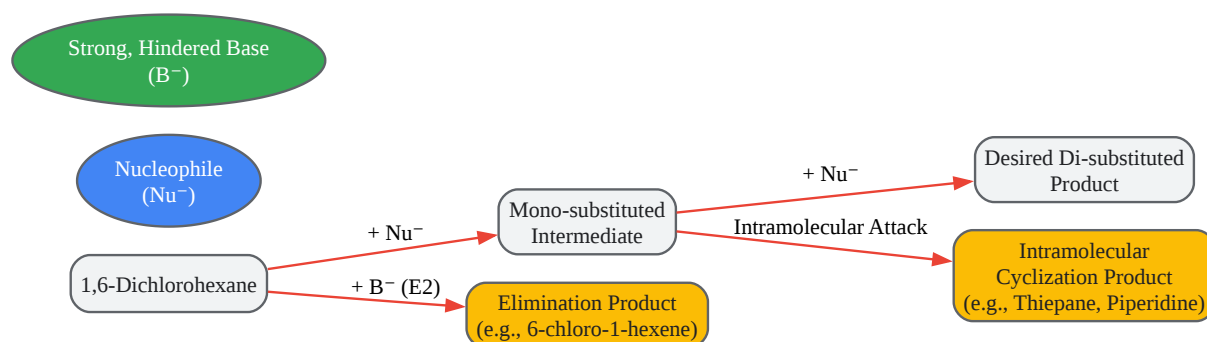 Strong, Hindered Base
(B⁻)
Nucleophile
(Nu⁻)
1,6-Dichlorohexane
+ Nu⁻
+ B⁻ (E2)
Mono-substituted
Intermediate
Elimination Product
(e.g., 6-chloro-1-hexene)
+ Nu⁻
Intramolecular Attack
Desired Di-substituted
Product
Intramolecular
Cyclization Product
(e.g., Thiepane, Piperidine)